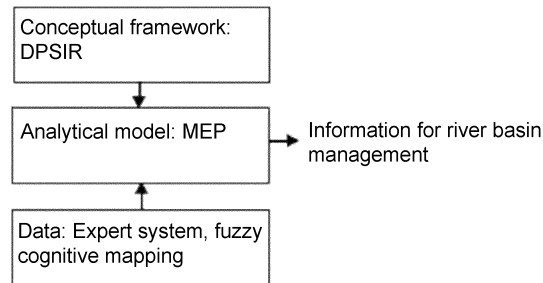 Conceptual framework:
DPSIR
Analytical model: MEP
Information for river basin
management
Data: Expert system, fuzzy
cognitive mapping